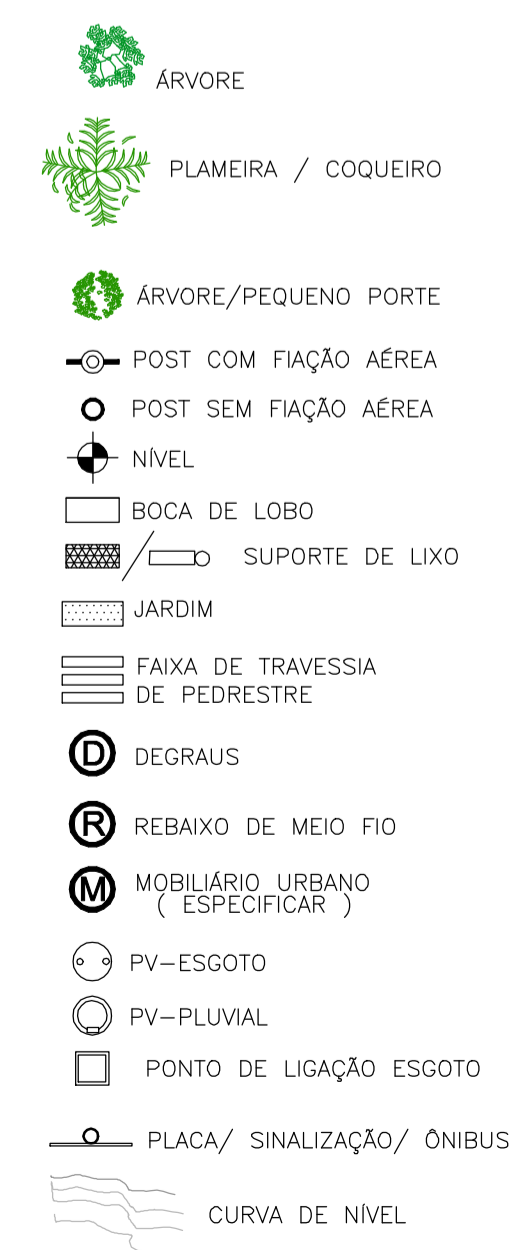 ÁRVORE
PLAMEIRA / COQUEIRO
ÁRVORE/PEQUENO PORTE
POST COM FIAÇÃO AÉREA
POST SEM FIAÇÃO AÉREA
NÍVEL
BOCA DE LOBO
/ SUPORTE DE LIXO
JARDIM
FAIXA DE TRAVESSIA
DE PEDRESTRE
D DEGRAUS
R REBAIXO DE MEIO FIO
M MOBILIÁRIO URBANO
( ESPECIFICAR )
PV-ESGOTO
PV-PLUVIAL
PONTO DE LIGAÇÃO ESGOTO
PLACA/ SINALIZAÇÃO/ ÔNIBUS
CURVA DE NÍVEL